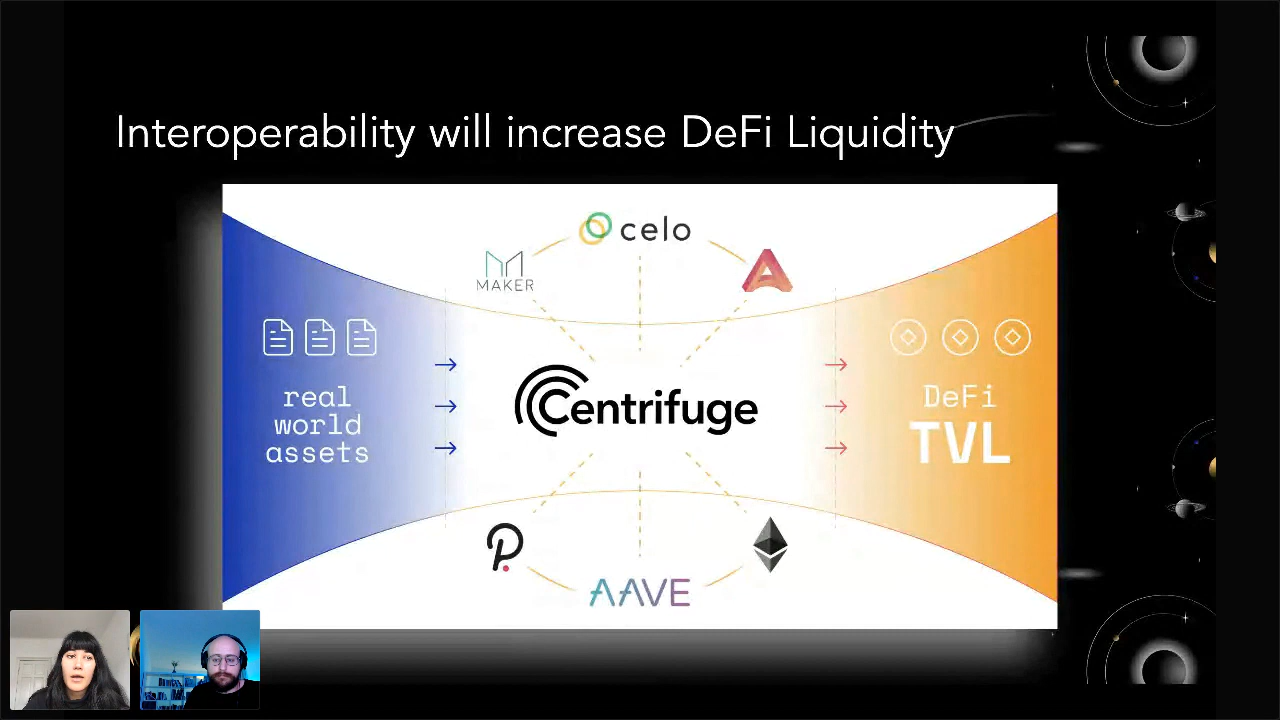 Interoperability will increase DeFi Liquidity
celo
MAKER
real
world
assets
Centrifuge
DeFi
TVL
AAVE